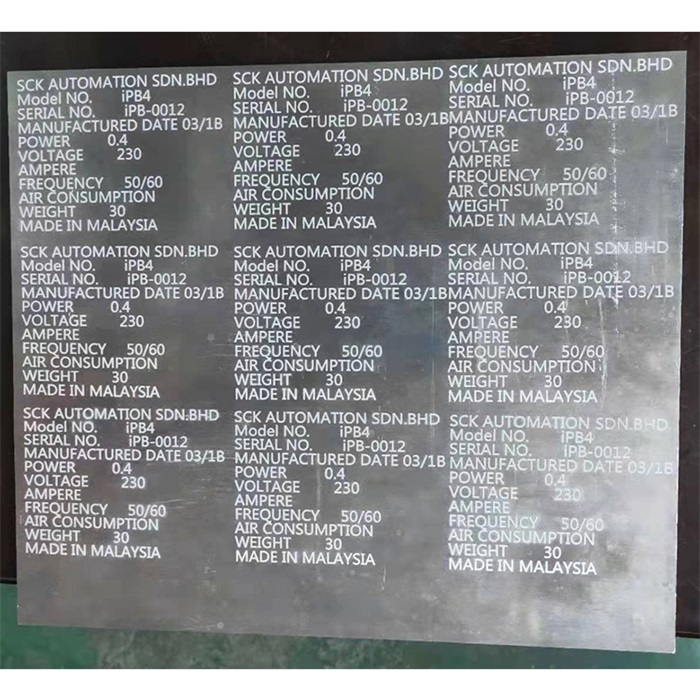 SCK AUTOMATION SDN.BHD
Model NO. iPB4
SERIAL NO. iPB-0012
MANUFACTURED DATE 03/1B
POWER 0.4
VOLTAGE 230
AMPERE
FREQUENCY 50/60
AIR CONSUMPTION
WEIGHT 30
MADE IN MALAYSIA
SCK AUTOMATION SDN.BHD
Model NO. iPB4
SERIAL NO. iPB-0012
MANUFACTURED DATE 03/1B
POWER 0.4
VOLTAGE 230
AMPERE
FREQUENCY 50/60
AIR CONSUMPTION
WEIGHT 30
MADE IN MALAYSIA
SCK AUTOMATION SDN.BHD
Model NO. iPB4
SERIAL NO. iPB-0012
MANUFACTURED DATE 03/1B
POWER 0.4
VOLTAGE 230
AMPERE
FREQUENCY 50/60
AIR CONSUMPTION
WEIGHT 30
MADE IN MALAYSIA
SCK AUTOMATION SDN.BHD
Model NO. iPB4
SERIAL NO. iPB-0012
MANUFACTURED DATE 03/1B
POWER 0.4
VOLTAGE 230
AMPERE
FREQUENCY 50/60
AIR CONSUMPTION
WEIGHT 30
MADE IN MALAYSIA
SCK AUTOMATION SDN.BHD
Model NO. iPB4
SERIAL NO. iPB-0012
MANUFACTURED DATE 03/1B
POWER 0.4
VOLTAGE 230
AMPERE
FREQUENCY 50/60
AIR CONSUMPTION
WEIGHT 30
MADE IN MALAYSIA
SCK AUTOMATION SDN.BHD
Model NO. iPB4
SERIAL NO. iPB-0012
MANUFACTURED DATE 03/1B
POWER 0.4
VOLTAGE 230
AMPERE
FREQUENCY 50/60
AIR CONSUMPTION
WEIGHT 30
MADE IN MALAYSIA
SCK AUTOMATION SDN.BHD
Model NO. iPB4
SERIAL NO. iPB-0012
MANUFACTURED DATE 03/1B
POWER 0.4
VOLTAGE 230
AMPERE
FREQUENCY 50/60
AIR CONSUMPTION
WEIGHT 30
MADE IN MALAYSIA
SCK AUTOMATION SDN.BHD
Model NO. iPB4
SERIAL NO. iPB-0012
MANUFACTURED DATE 03/1B
POWER 0.4
VOLTAGE 230
AMPERE
FREQUENCY 50/60
AIR CONSUMPTION
WEIGHT 30
MADE IN MALAYSIA
SCK AUTOMATION SDN.BHD
Model NO. iPB4
SERIAL NO. iPB-0012
MANUFACTURED DATE 03/1B
POWER 0.4
VOLTAGE 230
AMPERE
FREQUENCY 50/60
AIR CONSUMPTION
WEIGHT 30
MADE IN MALAYSIA